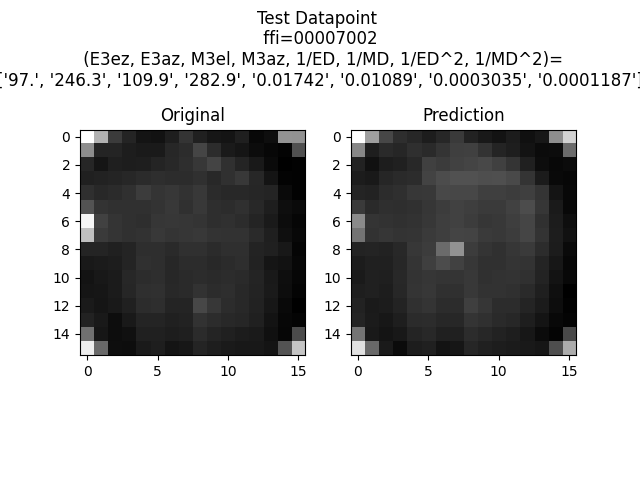 Test Datapoint
ffi=00007002
(E3ez, E3az, M3el, M3az, 1/ED, 1/MD, 1/ED^2, 1/MD^2)=
['97.', '246.3', '109.9', '282.9', '0.01742', '0.01089', '0.0003035', '0.0001187']
Original Prediction
0 0
2 2
4 4
6 6
8 8
10 10
12 12
14 14
0 5 10 15 0 5 10 15